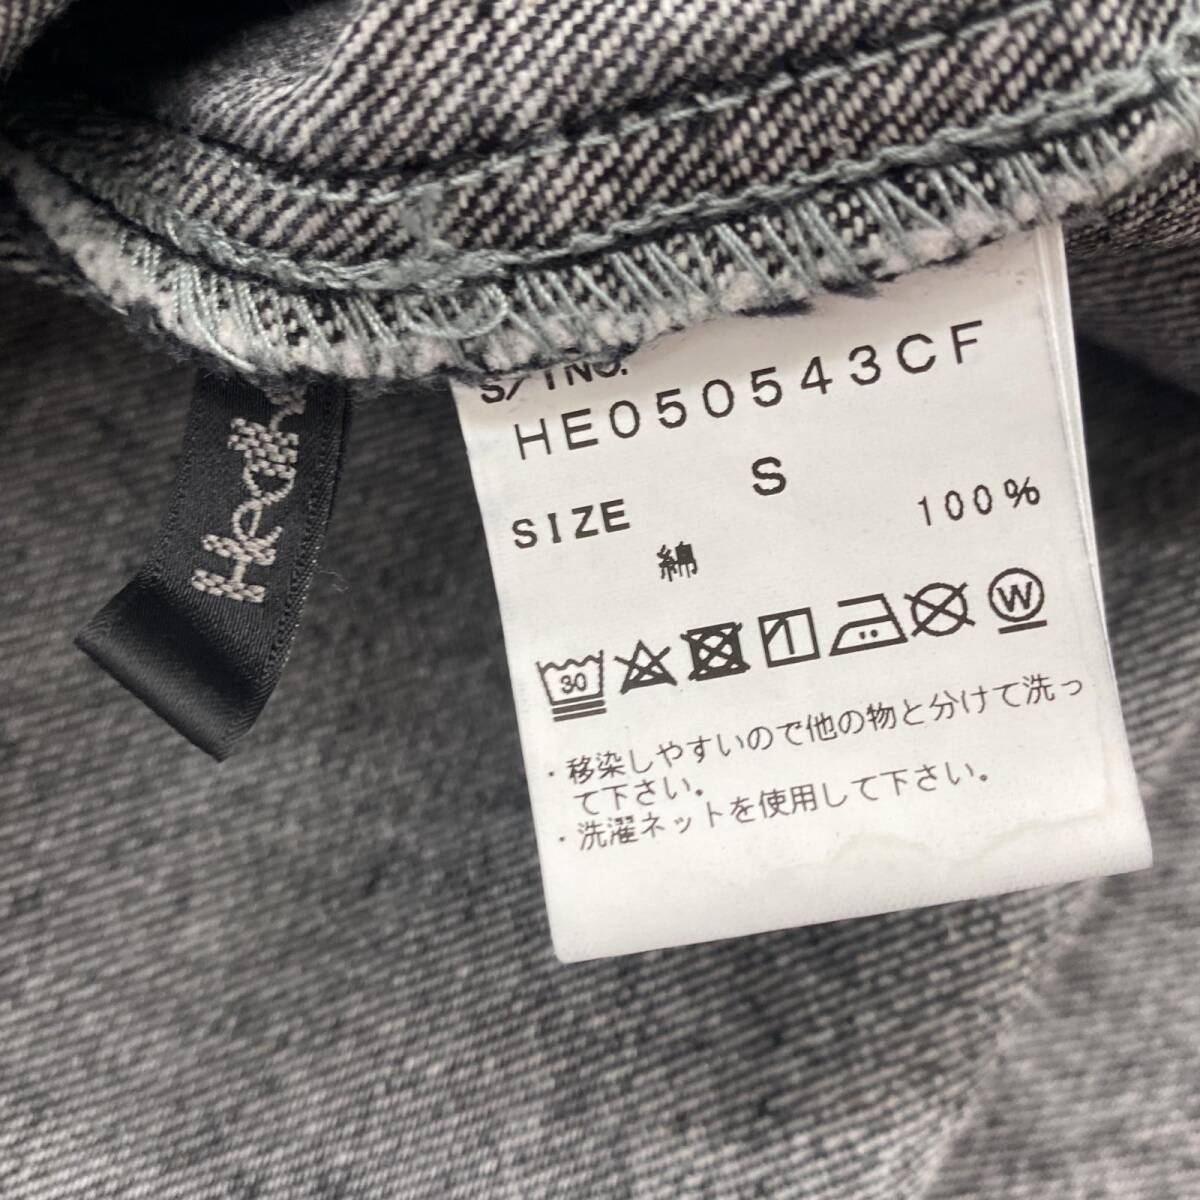 S/TNO.
HE050543CF
SIZE S
綿 100%
30 W
・移染しやすいので他の物と分けて洗っ
て下さい。
・洗濯ネットを使用して下さい。